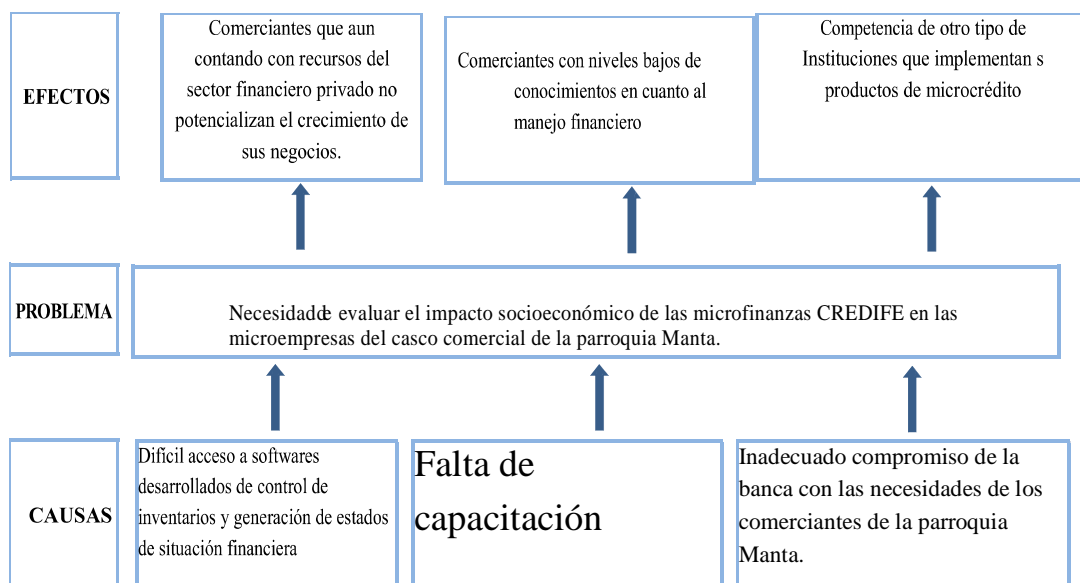 EFECTOS
Comerciantes que aun
contando con recursos del
sector financiero privado no
potencializan el crecimiento de
sus negocios.
Comerciantes con niveles bajos de
conocimientos en cuanto al
manejo financiero
Competencia de otro tipo de
Instituciones que implementan s
productos de microcrédito
PROBLEMA
Necesidadde evaluar el impacto socioeconómico de las microfinanzas CREDIFE en las
microempresas del casco comercial de la parroquia Manta.
CAUSAS
Difícil acceso a softwares
desarrollados de control de
inventarios y generación de estados
de situación financiera
Falta de
capacitación
Inadecuado compromiso de la
banca con las necesidades de los
comerciantes de la parroquia
Manta.